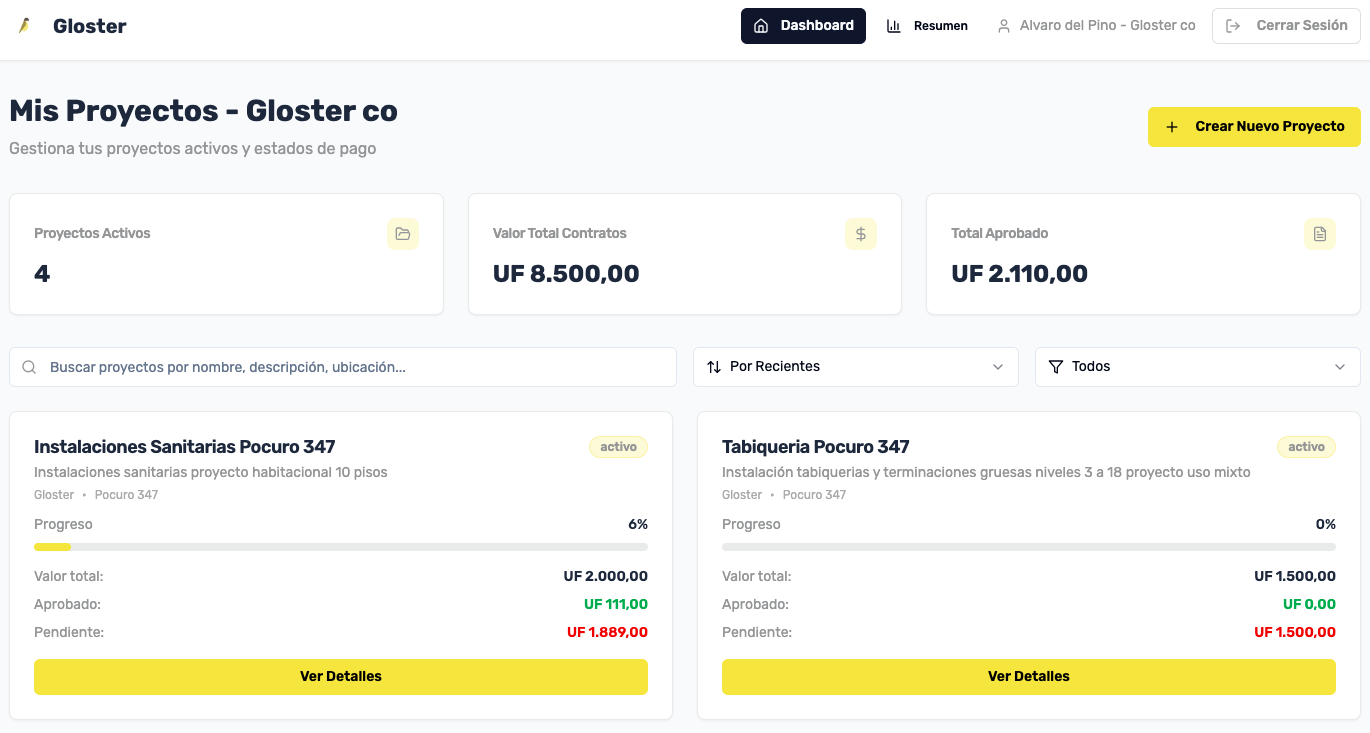 Gloster
Dashboard
Resumen
Alvaro del Pino - Gloster co
Cerrar Sesión
Mis Proyectos - Gloster co
Gestiona tus proyectos activos y estados de pago
Crear Nuevo Proyecto
Proyectos Activos
4
Valor Total Contratos
UF 8.500,00
Total Aprobado
UF 2.110,00
Buscar proyectos por nombre, descripción, ubicación...
Por Recientes
Todos
Instalaciones Sanitarias Pocuro 347
activo
Instalaciones sanitarias proyecto habitacional 10 pisos
Gloster • Pocuro 347
Progreso 6%
Valor total: UF 2.000,00
Aprobado: UF 111,00
Pendiente: UF 1.889,00
Ver Detalles
Tabiqueria Pocuro 347
activo
Instalación tabiquerias y terminaciones gruesas niveles 3 a 18 proyecto uso mixto
Gloster • Pocuro 347
Progreso 0%
Valor total: UF 1.500,00
Aprobado: UF 0,00
Pendiente: UF 1.500,00
Ver Detalles